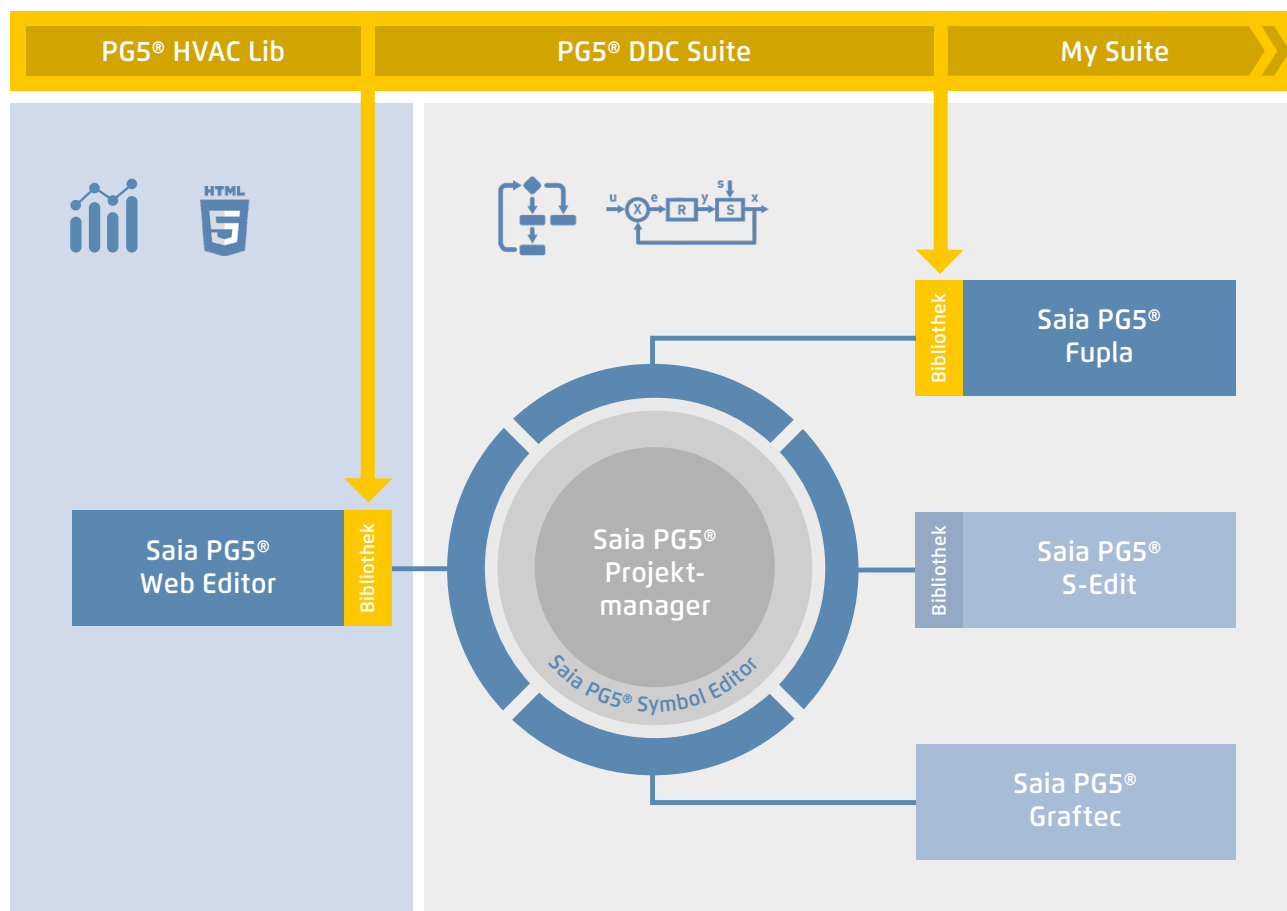 PG5® HVAC Lib
PG5® DDC Suite
My Suite
HTML
5
u
X
e
R
y
s
S
x
Bibliothek
Saia PG5®
Fupla
Saia PG5®
Web Editor
Bibliothek
Saia PG5®
Projekt-
manager
Saia PG5® Symbol Editor
Bibliothek
Saia PG5®
S-Edit
Saia PG5®
Graftec